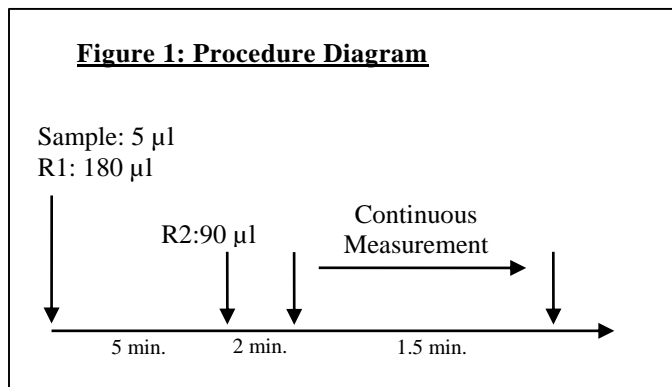 Figure 1: Procedure Diagram
Sample: 5 µl
R1: 180 µl
R2:90 µl
Continuous
Measurement
5 min.
2 min.
1.5 min.